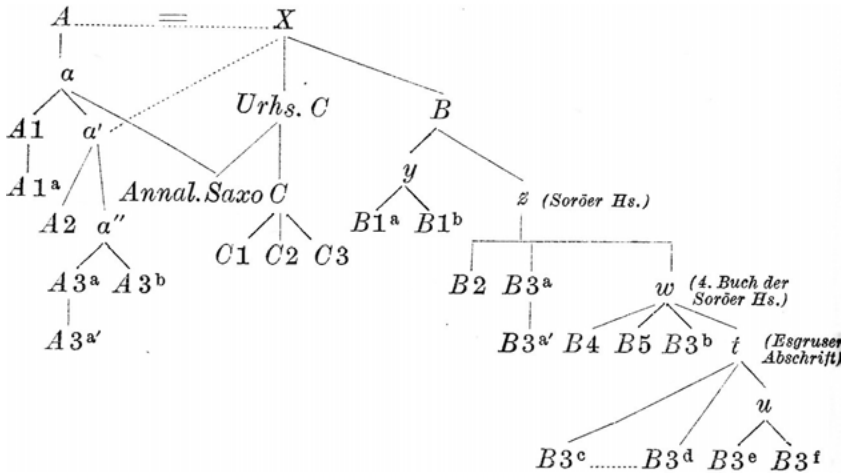 A = X
a
Urhs. C B
A1 a′
y
A1ᵃ Annal. Saxo C z (Soröer Hs.)
A2 a″ B1ᵃ B1ᵇ
C1 C2 C3
A3ᵃ A3ᵇ B2 B3ᵃ w (4. Buch der
Soröer Hs.)
A3ᵃ′ B3ᵃ′ B4 B5 B3ᵇ t (Esgruser
Abschrift)
u
B3ᶜ B3ᵈ B3ᵉ B3ᶠ